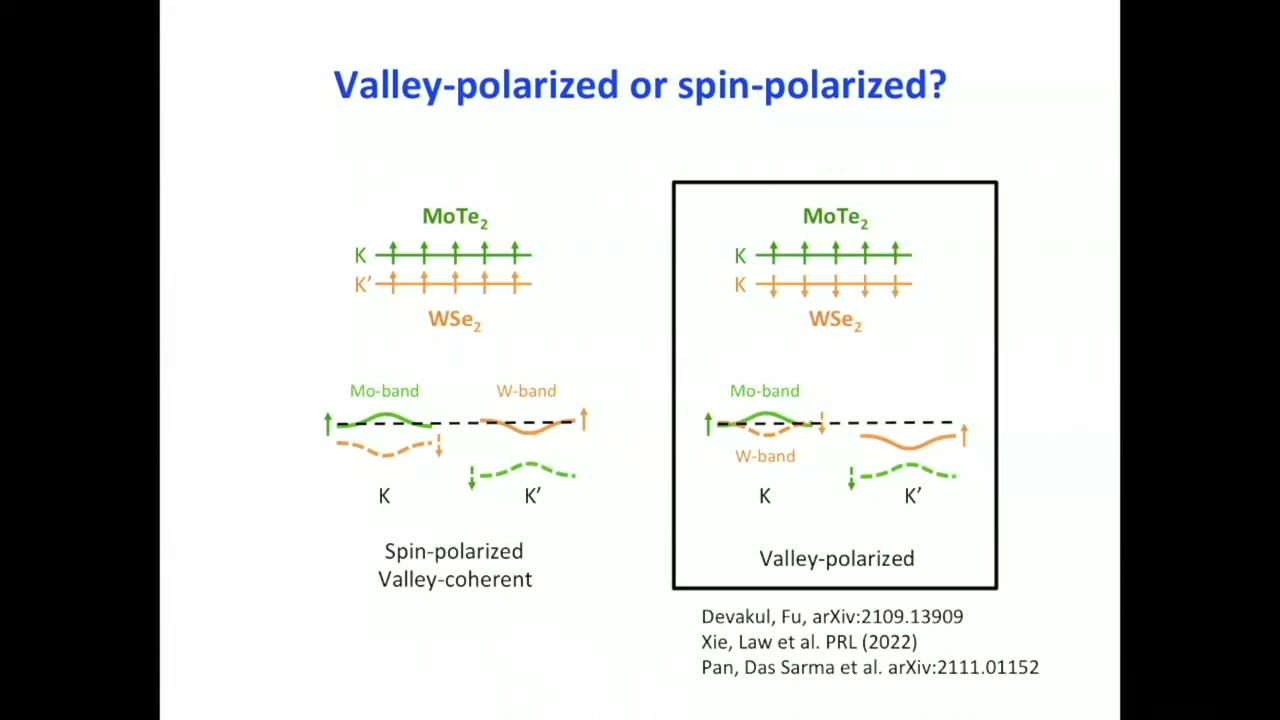 Valley-polarized or spin-polarized?
MoTe₂
K
K′
WSe₂
Mo-band
W-band
K
K′
Spin-polarized
Valley-coherent
MoTe₂
K
K
WSe₂
Mo-band
W-band
K
K′
Valley-polarized
Devakul, Fu, arXiv:2109.13909
Xie, Law et al. PRL (2022)
Pan, Das Sarma et al. arXiv:2111.01152